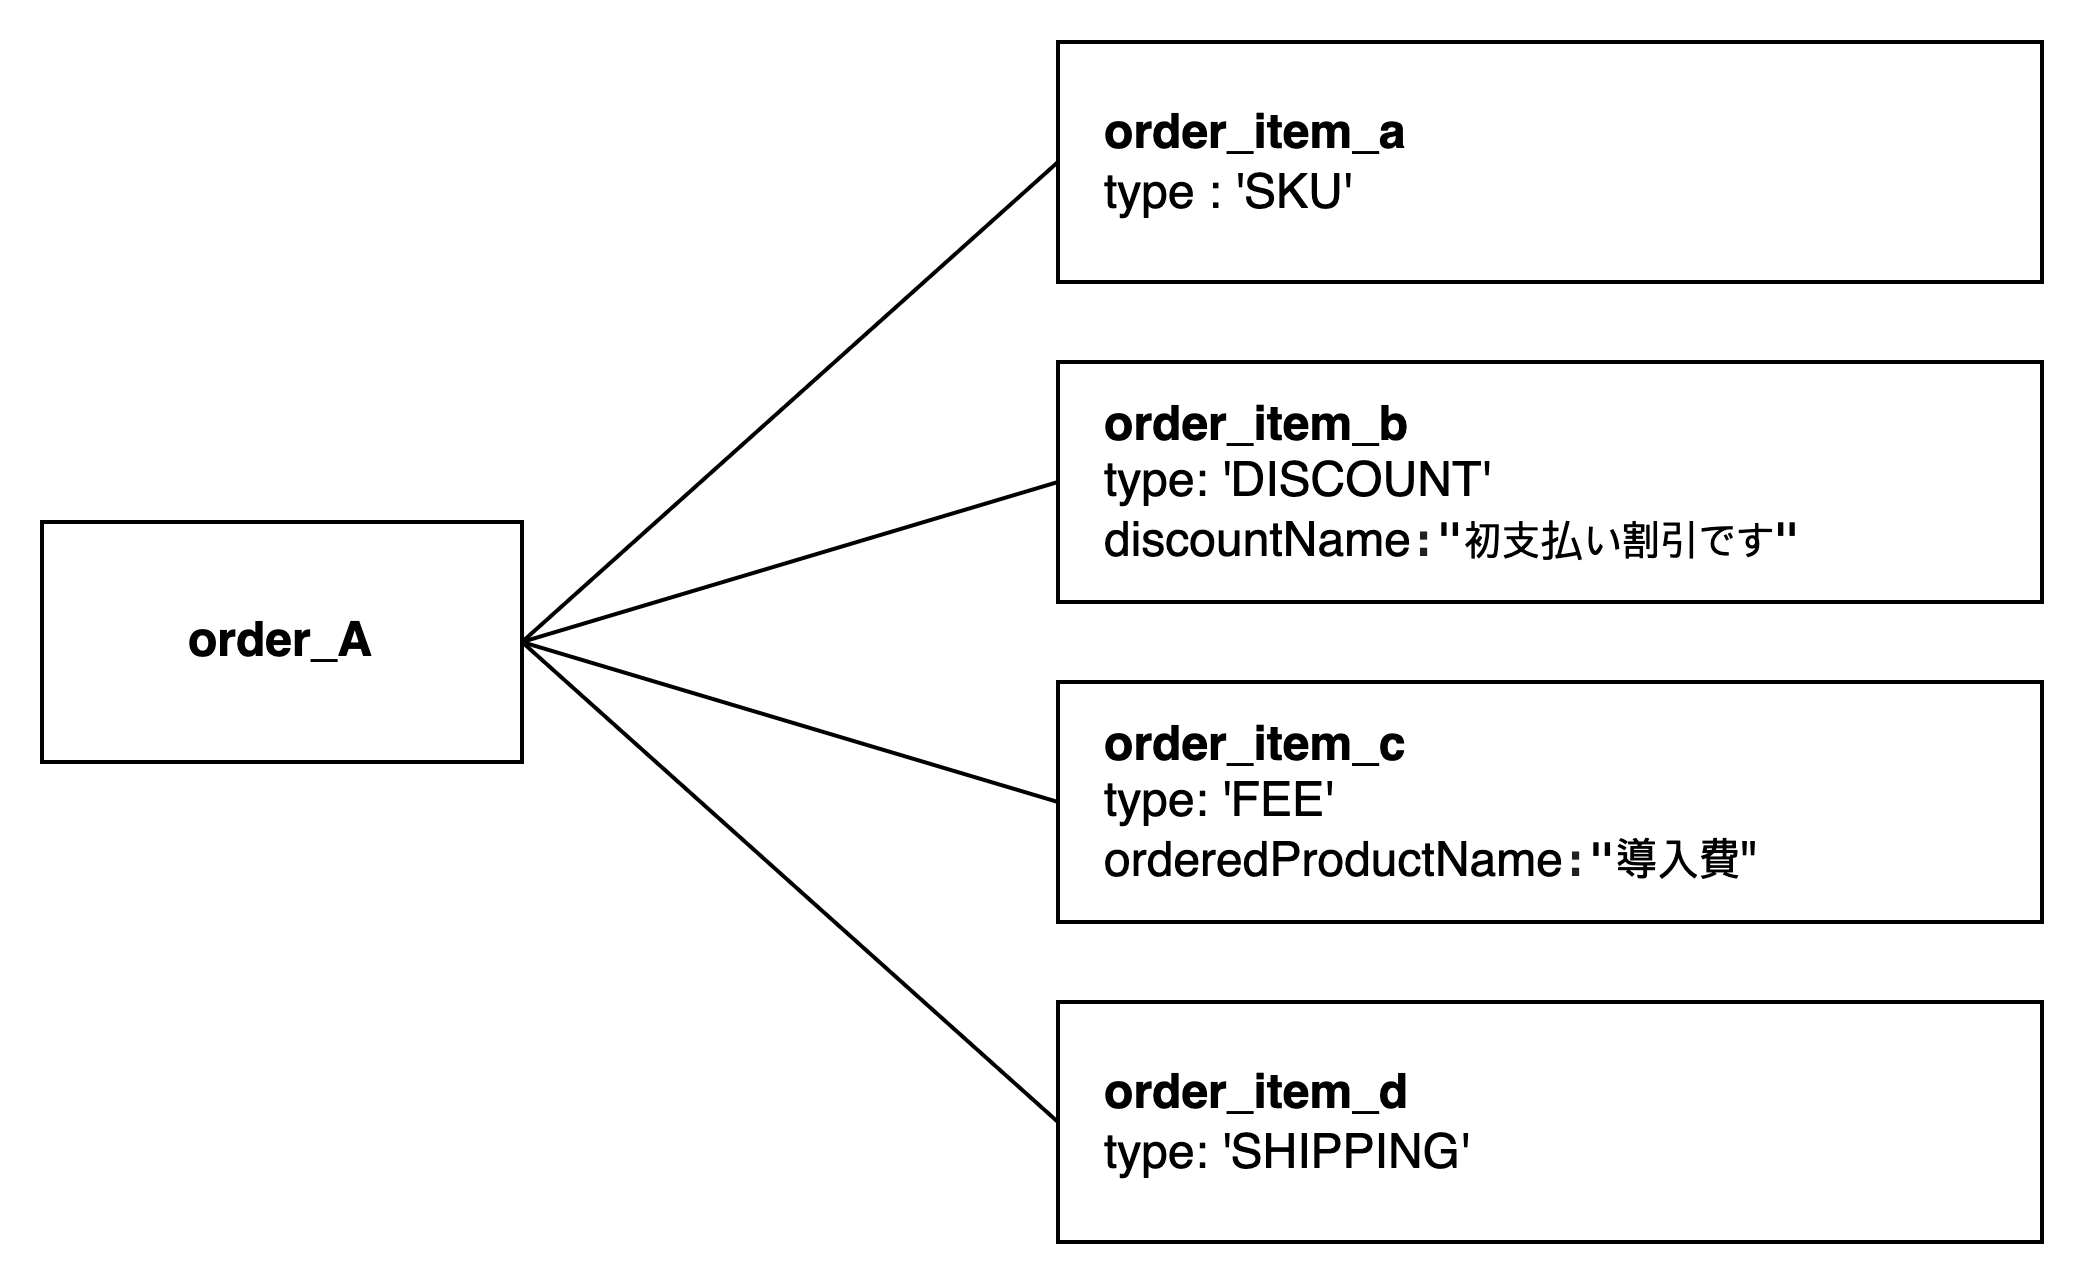 order_A
order_item_a
type : 'SKU'
order_item_b
type: 'DISCOUNT'
discountName:"初支払い割引です"
order_item_c
type: 'FEE'
orderedProductName:"導入費"
order_item_d
type: 'SHIPPING'